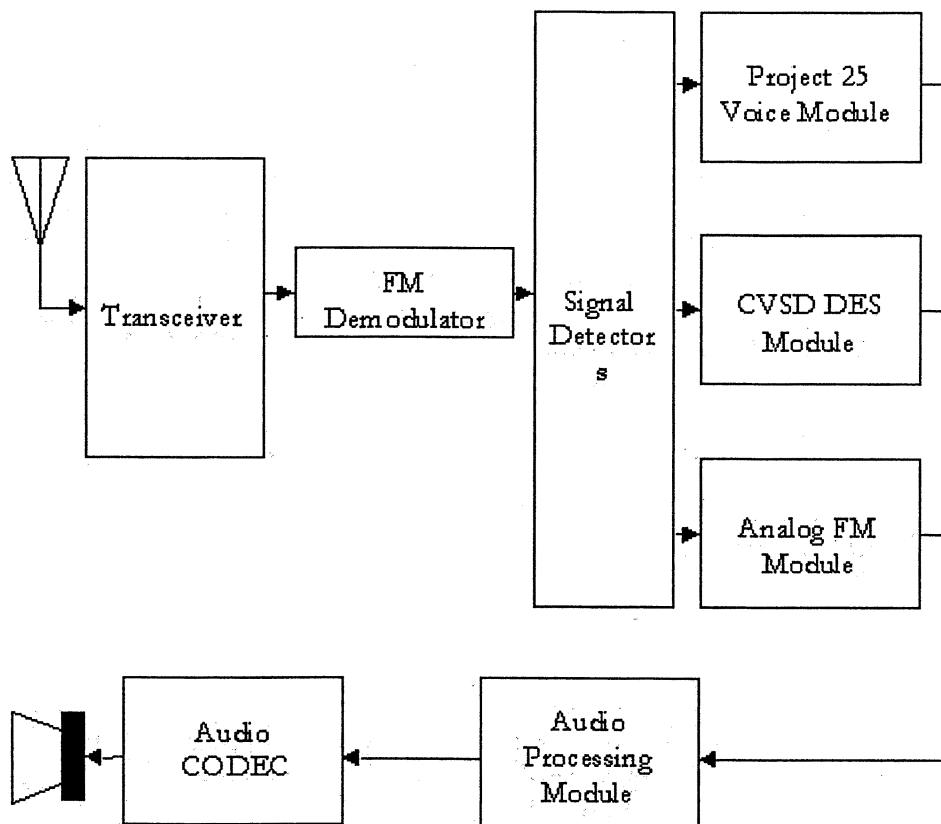 Project 25
Voice Module
Transceiver
FM
Demodulator
Signal
Detector
s
CVSD DES
Module
Analog FM
Module
Audio
CODEC
Audio
Processing
Module